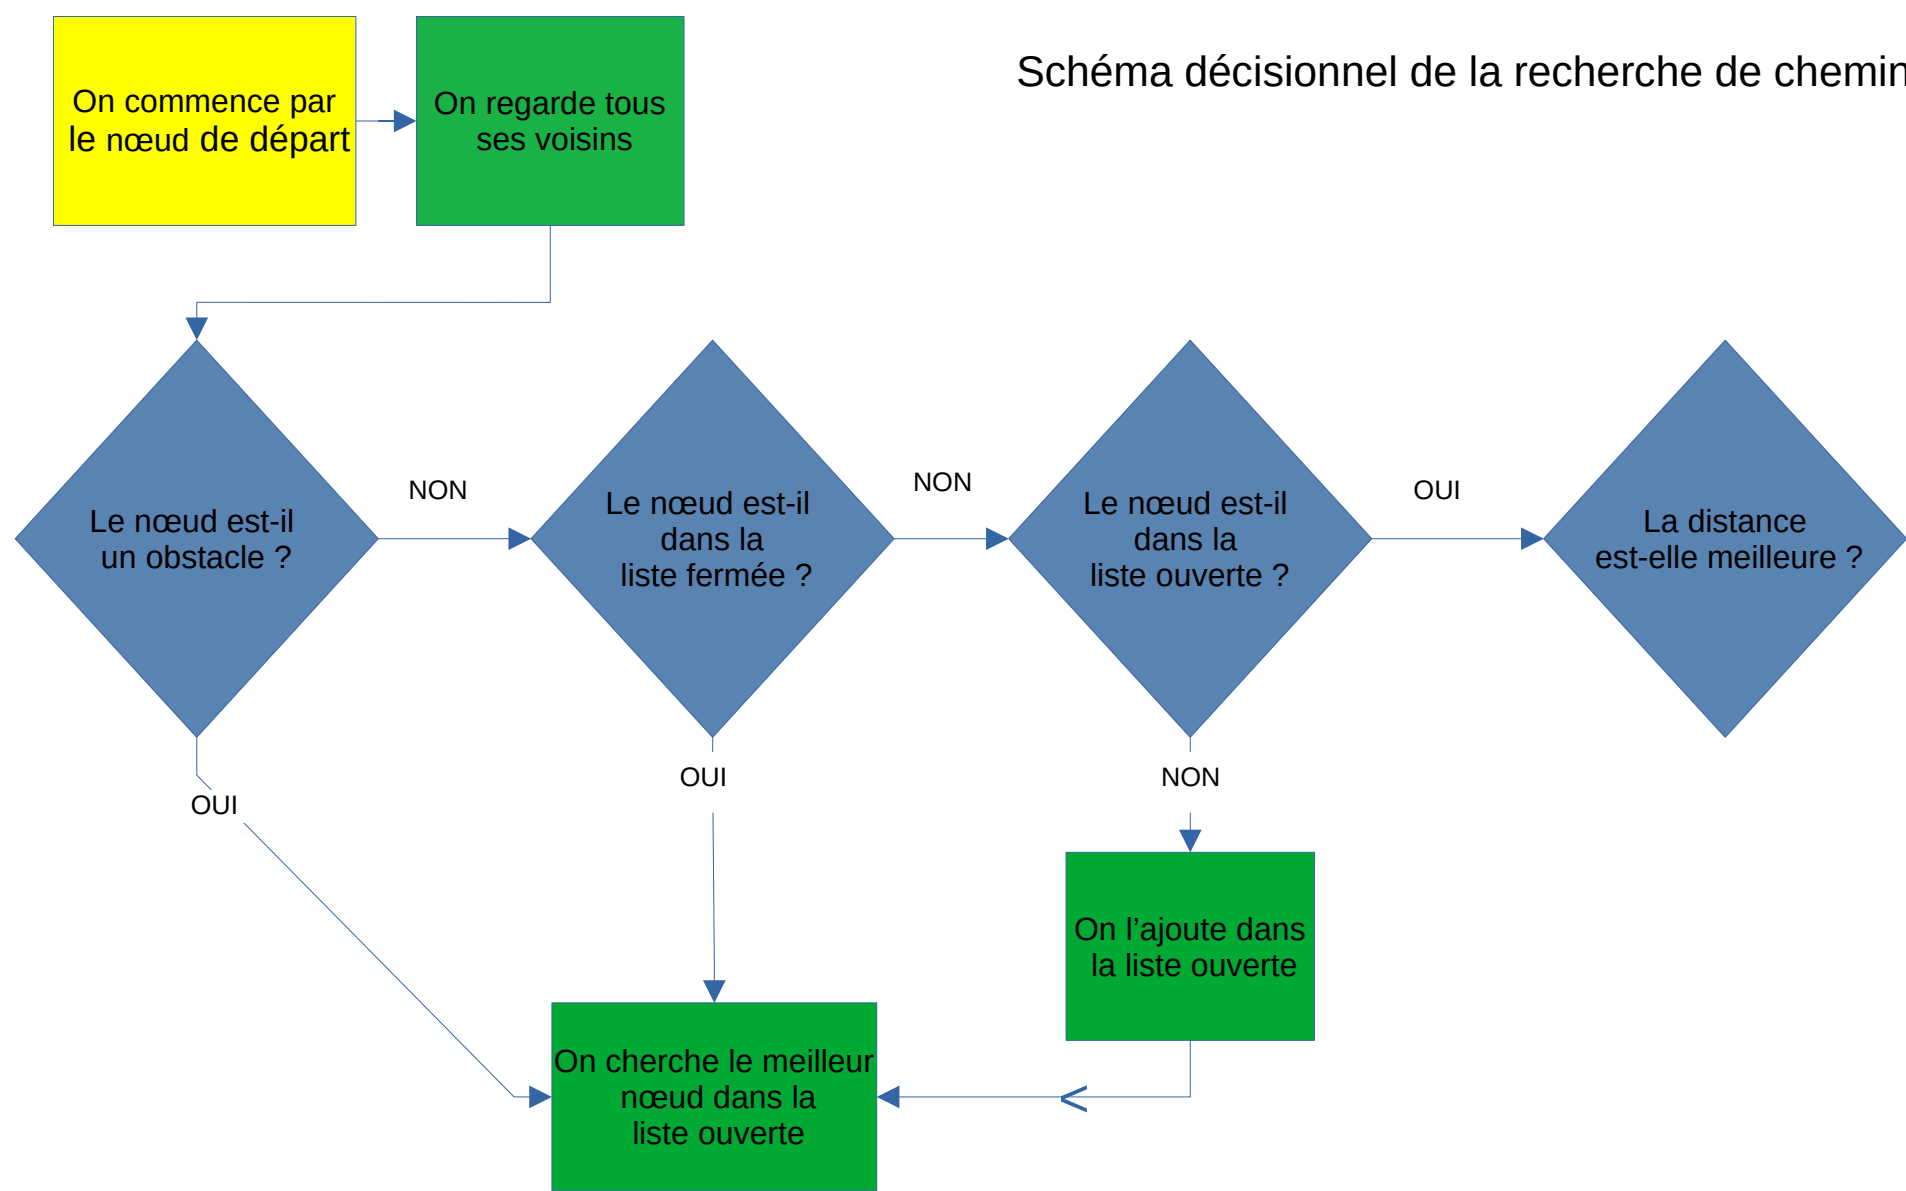 On commence par
le nœud de départ
On regarde tous
ses voisins
Schéma décisionnel de la recherche de chemin
Le nœud est-il
un obstacle ?
NON
Le nœud est-il
dans la
liste fermée ?
NON
Le nœud est-il
dans la
liste ouverte ?
OUI
La distance
est-elle meilleure ?
OUI
OUI
NON
On l’ajoute dans
la liste ouverte
On cherche le meilleur
nœud dans la
liste ouverte